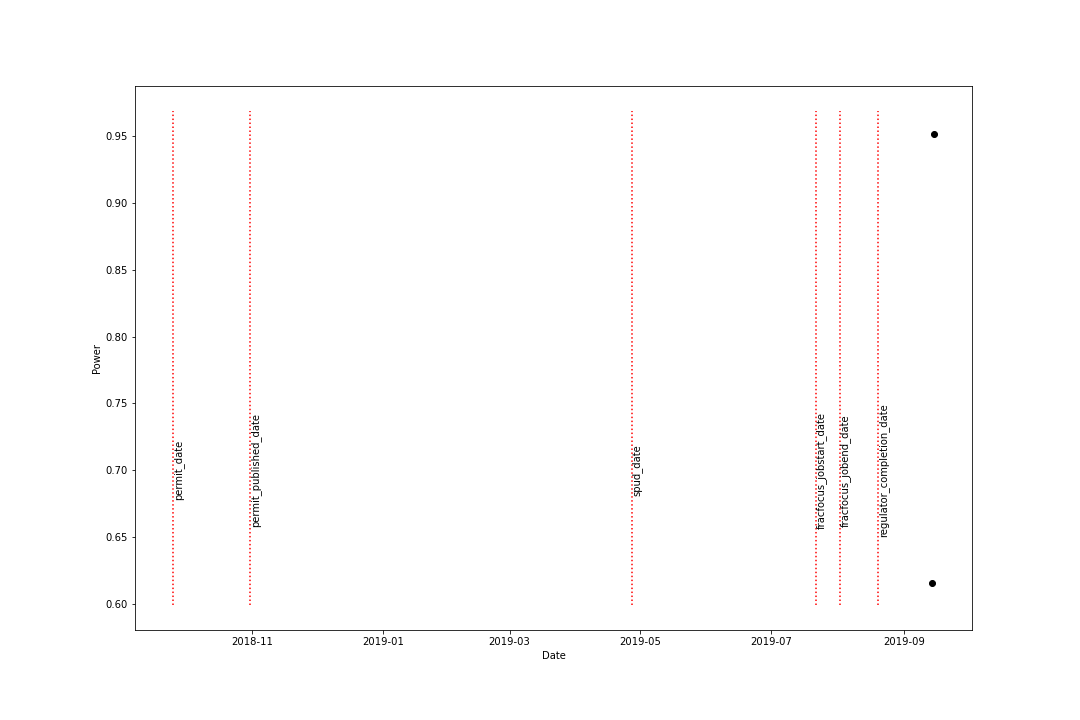 0.95
0.90
0.85
0.80
0.75
0.70
0.65
0.60
Power
permit_date
permit_published_date
spud_date
fracfocus_jobstart_date
fracfocus_jobend_date
regulator_completion_date
2018-11
2019-01
2019-03
2019-05
2019-07
2019-09
Date